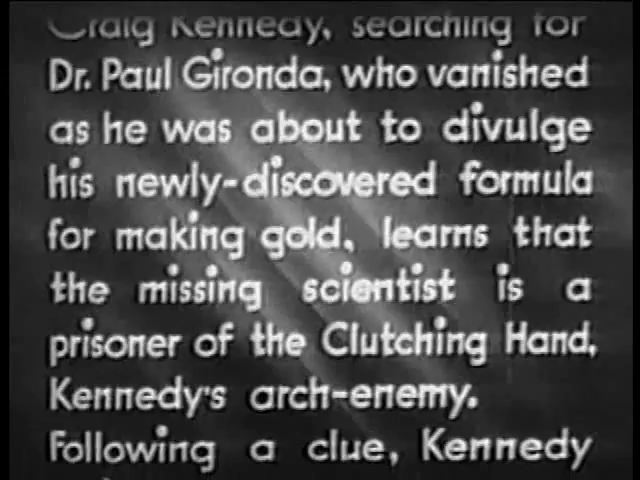 Craig Kennedy, searching for
Dr. Paul Gironda, who vanished
as he was about to divulge
his newly-discovered formula
for making gold, learns that
the missing scientist is a
prisoner of the Clutching Hand,
Kennedy's arch-enemy.
Following a clue, Kennedy